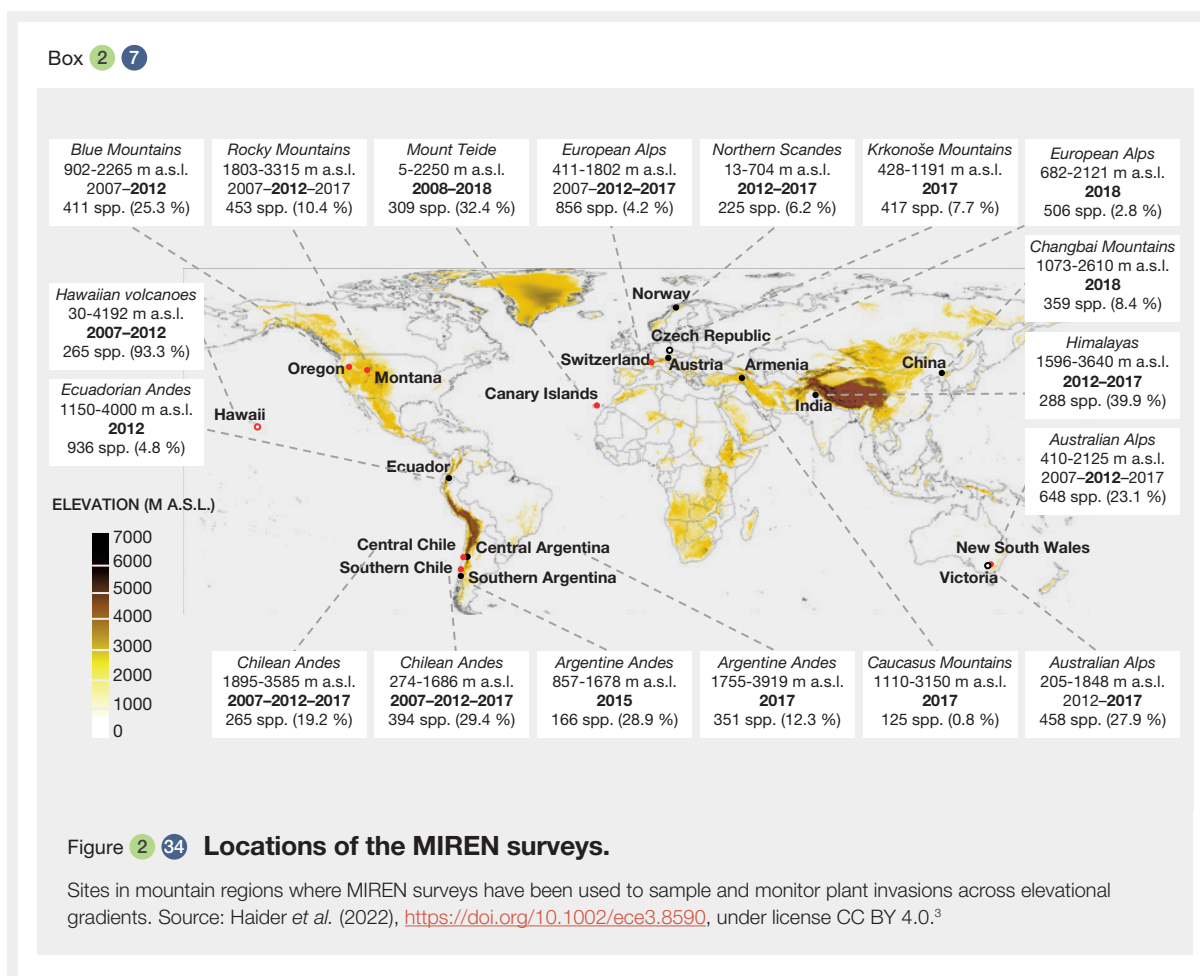 Box 2 7
Blue Mountains
902-2265 m a.s.l.
2007–2012
411 spp. (25.3 %)
Rocky Mountains
1803-3315 m a.s.l.
2007–2012–2017
453 spp. (10.4 %)
Mount Teide
5-2250 m a.s.l.
2008–2018
309 spp. (32.4 %)
European Alps
411-1802 m a.s.l.
2007–2012–2017
856 spp. (4.2 %)
Northern Scandes
13-704 m a.s.l.
2012–2017
225 spp. (6.2 %)
Krkonoše Mountains
428-1191 m a.s.l.
2017
417 spp. (7.7 %)
European Alps
682-2121 m a.s.l.
2018
506 spp. (2.8 %)
Changbai Mountains
1073-2610 m a.s.l.
2018
359 spp. (8.4 %)
Hawaiian volcanoes
30-4192 m a.s.l.
2007–2012
265 spp. (93.3 %)
Himalayas
1596-3640 m a.s.l.
2012–2017
288 spp. (39.9 %)
Ecuadorian Andes
1150-4000 m a.s.l.
2012
936 spp. (4.8 %)
Australian Alps
410-2125 m a.s.l.
2007–2012–2017
648 spp. (23.1 %)
Norway
Czech Republic
Switzerland
Austria
Armenia
China
Oregon
Montana
Canary Islands
India
Hawaii
Ecuador
Central Chile
Central Argentina
Southern Chile
Southern Argentina
New South Wales
Victoria
ELEVATION (M A.S.L.)
7000
6000
5000
4000
3000
2000
1000
0
Chilean Andes
1895-3585 m a.s.l.
2007–2012–2017
265 spp. (19.2 %)
Chilean Andes
274-1686 m a.s.l.
2007–2012–2017
394 spp. (29.4 %)
Argentine Andes
857-1678 m a.s.l.
2015
166 spp. (28.9 %)
Argentine Andes
1755-3919 m a.s.l.
2017
351 spp. (12.3 %)
Caucasus Mountains
1110-3150 m a.s.l.
2017
125 spp. (0.8 %)
Australian Alps
205-1848 m a.s.l.
2012–2017
458 spp. (27.9 %)
Figure 2 34 Locations of the MIREN surveys.
Sites in mountain regions where MIREN surveys have been used to sample and monitor plant invasions across elevational
gradients. Source: Haider et al. (2022), https://doi.org/10.1002/ece3.8590, under license CC BY 4.0.³